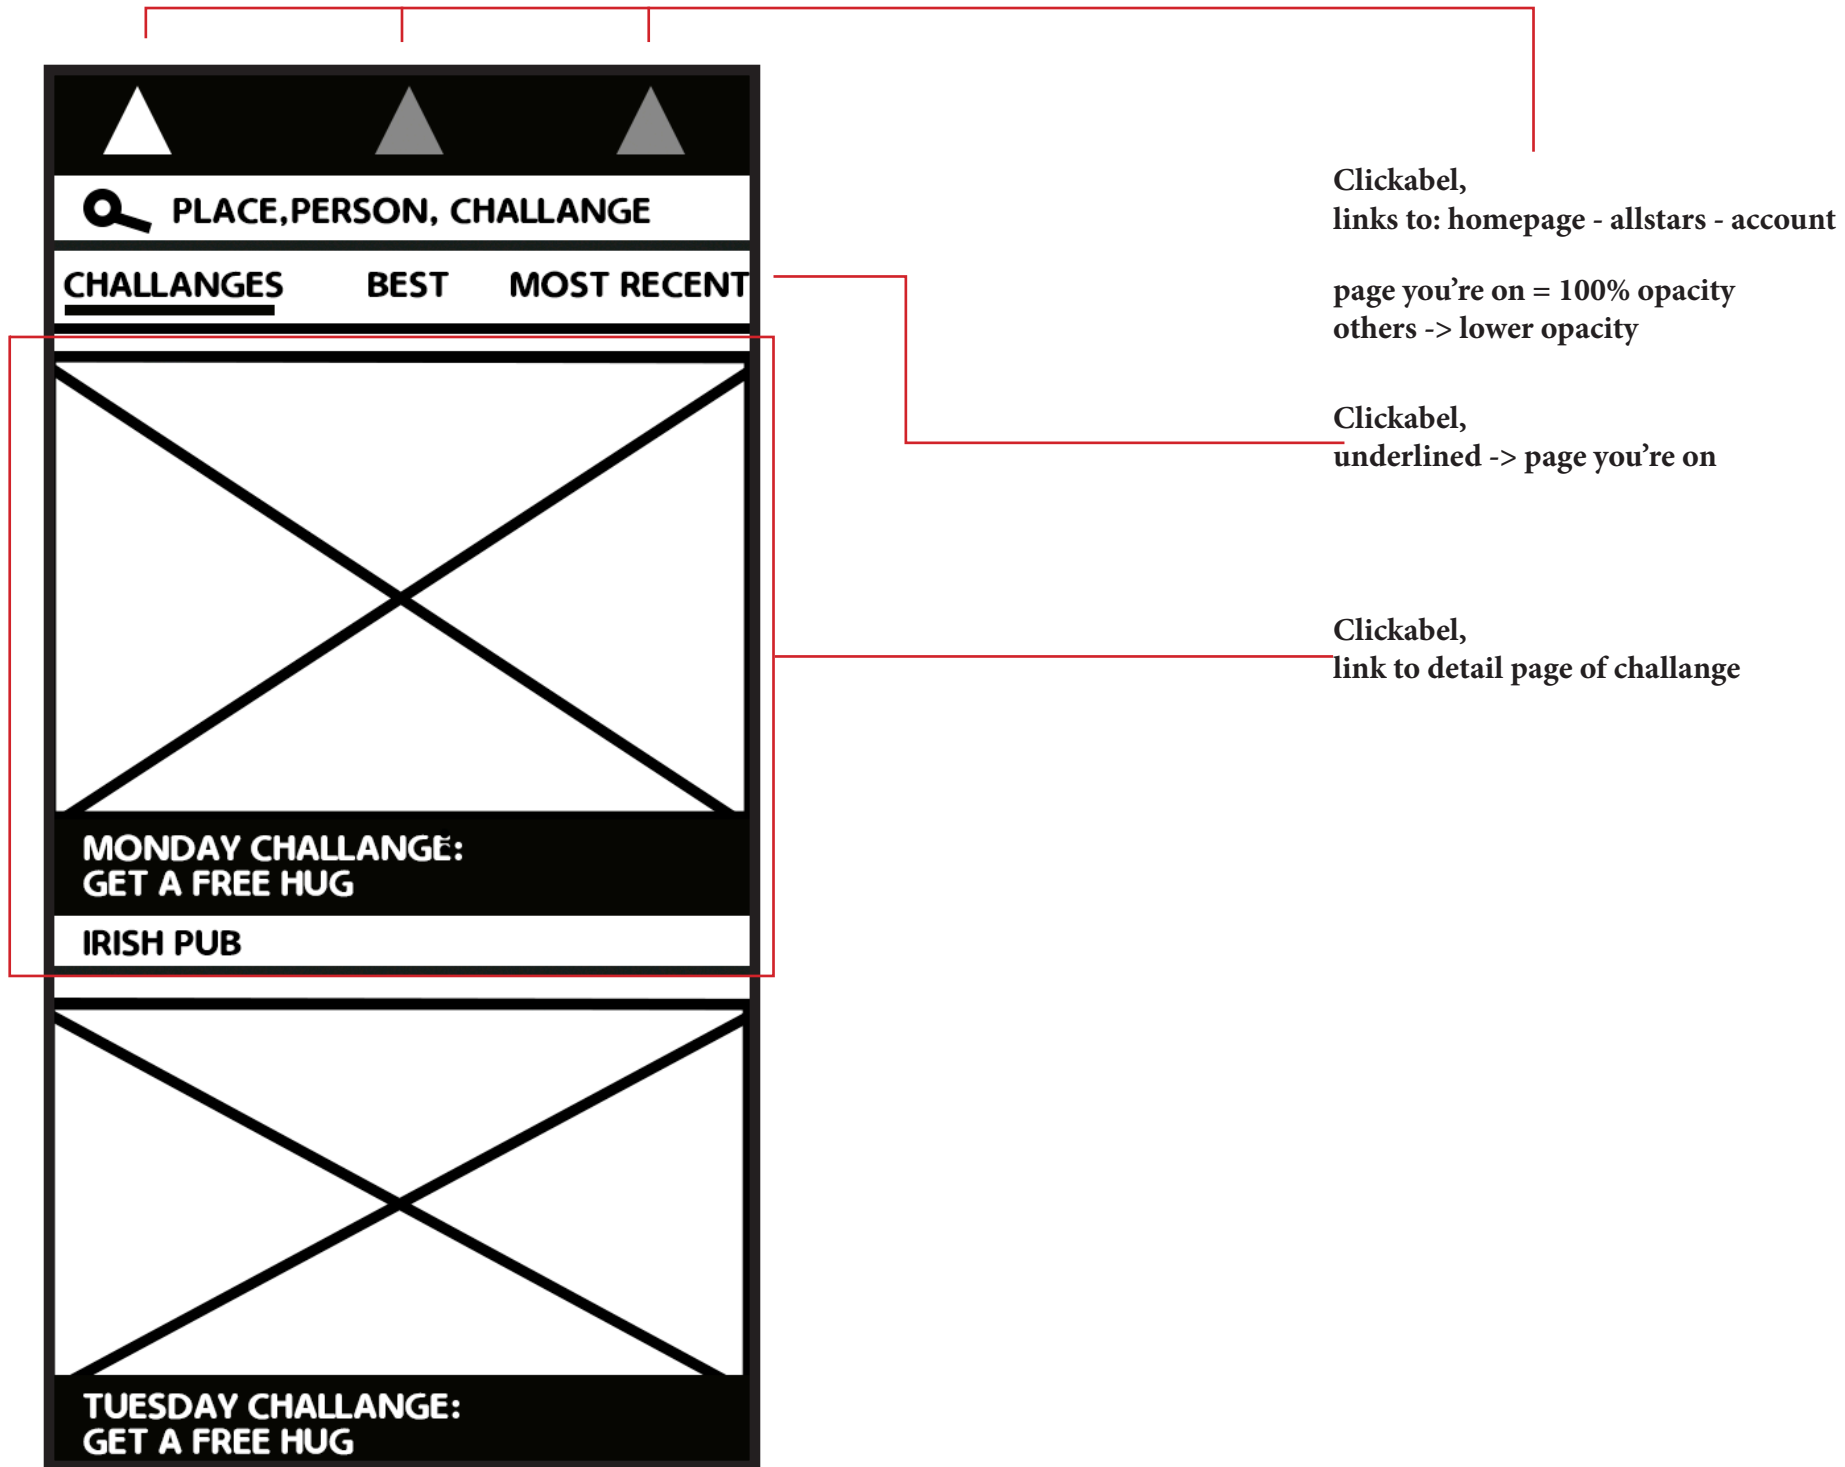 PLACE,PERSON, CHALLANGE
CHALLANGES BEST MOST RECENT
MONDAY CHALLANGE:
GET A FREE HUG
IRISH PUB
TUESDAY CHALLANGE:
GET A FREE HUG
Clickabel,
links to: homepage - allstars - account
page you're on = 100% opacity
others -> lower opacity
Clickabel,
underlined -> page you're on
Clickabel,
link to detail page of challange